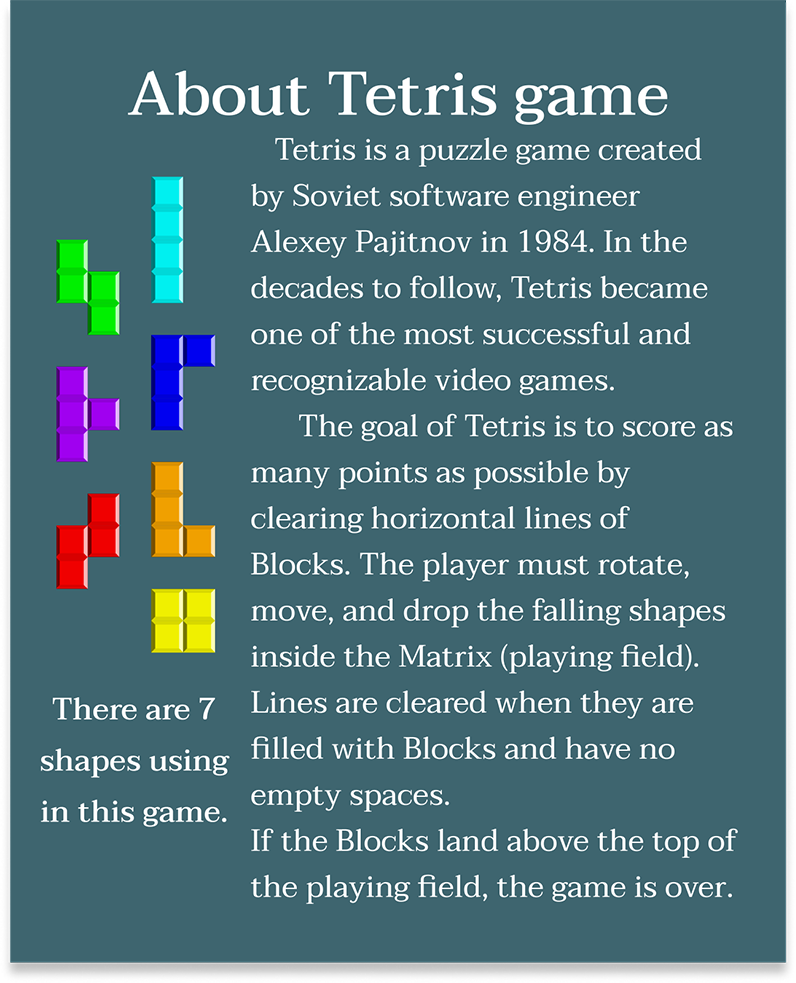 About Tetris game
Tetris is a puzzle game created
by Soviet software engineer
Alexey Pajitnov in 1984. In the
decades to follow, Tetris became
one of the most successful and
recognizable video games.
The goal of Tetris is to score as
many points as possible by
clearing horizontal lines of
Blocks. The player must rotate,
move, and drop the falling shapes
inside the Matrix (playing field).
Lines are cleared when they are
filled with Blocks and have no
empty spaces.
If the Blocks land above the top of
the playing field, the game is over.
There are 7
shapes using
in this game.